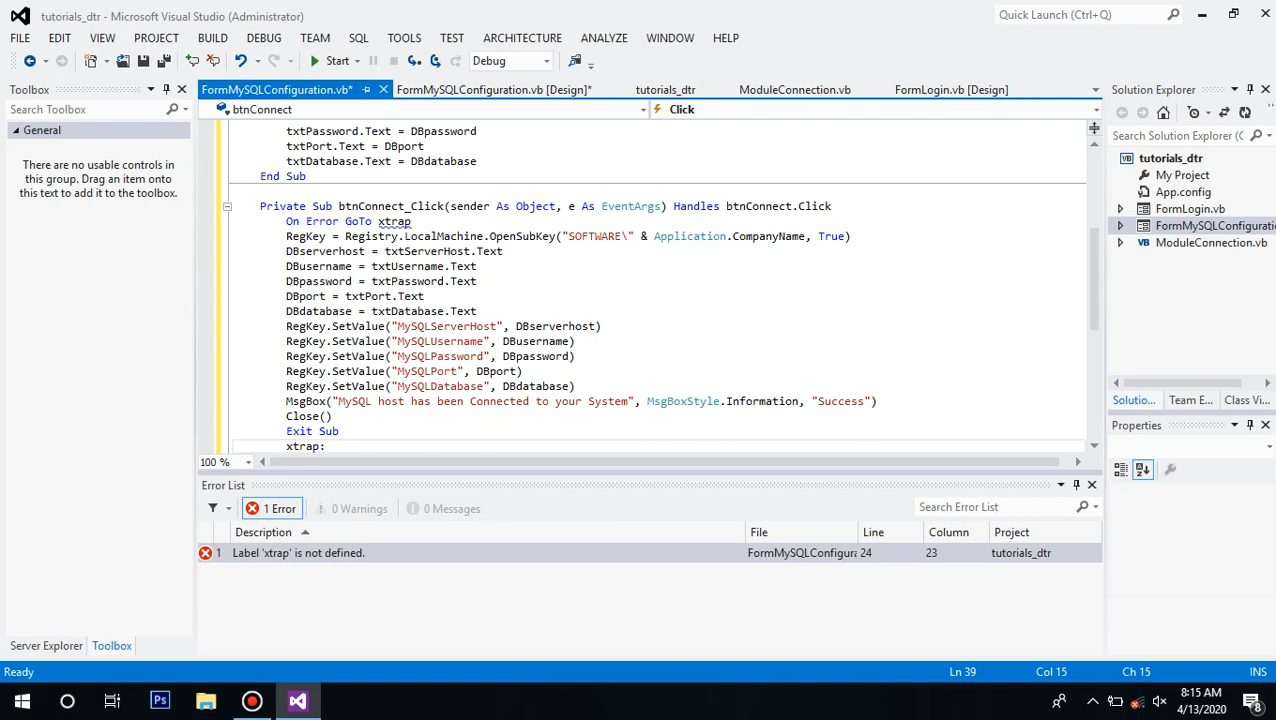 tutorials_dtr - Microsoft Visual Studio (Administrator)
Quick Launch (Ctrl+Q)
FILE EDIT VIEW PROJECT BUILD DEBUG TEAM SQL TOOLS TEST ARCHITECTURE ANALYZE WINDOW HELP
Start Debug
Toolbox
Search Toolbox
General
There are no usable controls in
this group. Drag an item onto
this text to add it to the toolbox.
Server Explorer Toolbox
FormMySQLConfiguration.vb* FormMySQLConfiguration.vb [Design]* tutorials_dtr ModuleConnection.vb FormLogin.vb [Design]
btnConnect Click
txtPassword.Text = DBpassword
txtPort.Text = DBport
txtDatabase.Text = DBdatabase
End Sub
Private Sub btnConnect_Click(sender As Object, e As EventArgs) Handles btnConnect.Click
On Error GoTo xtrap
RegKey = Registry.LocalMachine.OpenSubKey("SOFTWARE\" & Application.CompanyName, True)
DBserverhost = txtServerHost.Text
DBusername = txtUsername.Text
DBpassword = txtPassword.Text
DBport = txtPort.Text
DBdatabase = txtDatabase.Text
RegKey.SetValue("MySQLServerHost", DBserverhost)
RegKey.SetValue("MySQLUsername", DBusername)
RegKey.SetValue("MySQLPassword", DBpassword)
RegKey.SetValue("MySQLPort", DBport)
RegKey.SetValue("MySQLDatabase", DBdatabase)
MsgBox("MySQL host has been Connected to your System", MsgBoxStyle.Information, "Success")
Close()
Exit Sub
xtrap:
100 %
Error List
1 Error 0 Warnings 0 Messages
Search Error List
Description File Line Column Project
1 Label 'xtrap' is not defined. FormMySQLConfigura 24 23 tutorials_dtr
Solution Explorer
Search Solution Explorer (C
VB tutorials_dtr
My Project
App.config
FormLogin.vb
FormMySQLConfigurati
VB ModuleConnection.vb
Solutio... Team E... Class Vi...
Properties
Ready Ln 39 Col 15 Ch 15 INS
Ps
8:15 AM
4/13/2020
8